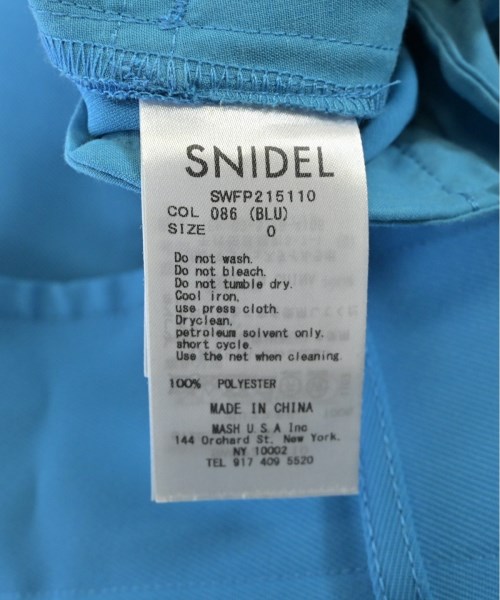 SNIDEL
SWFP215110
COL 086 (BLU)
SIZE 0
Do not wash.
Do not bleach.
Do not tumble dry.
Cool iron,
use press cloth.
Dryclean,
petroleum solvent only.
short cycle.
Use the net when cleaning.
100% POLYESTER
MADE IN CHINA
MASH U.S.A Inc
144 Orchard St, New York,
NY 10002
TEL 917 409 5520